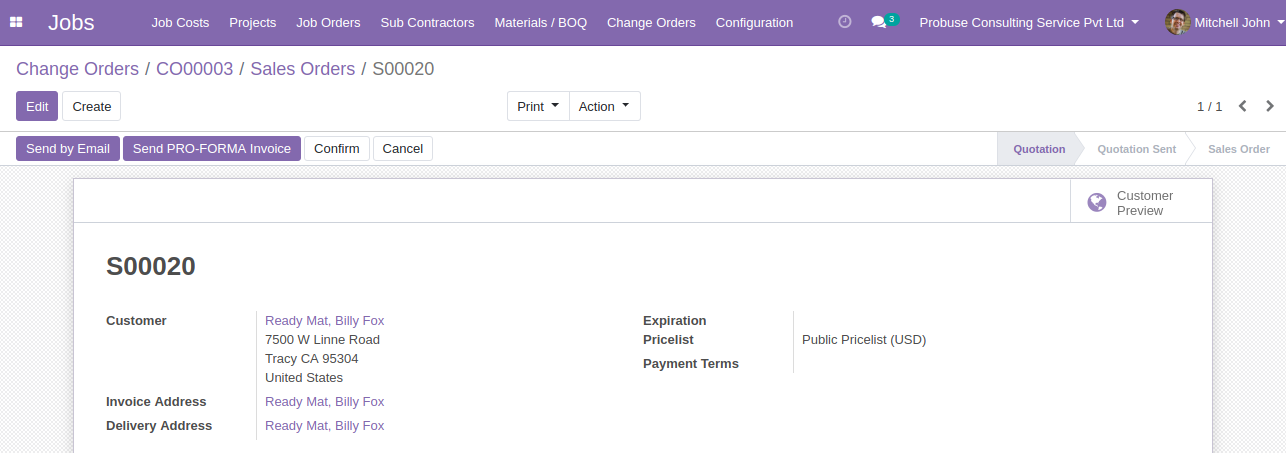 Jobs Job Costs Projects Job Orders Sub Contractors Materials / BOQ Change Orders Configuration 3 Probuse Consulting Service Pvt Ltd Mitchell John
Change Orders / CO00003 / Sales Orders / S00020
Edit Create Print Action 1 / 1
Send by Email Send PRO-FORMA Invoice Confirm Cancel Quotation Quotation Sent Sales Order
Customer
Preview
S00020
Customer Ready Mat, Billy Fox Expiration
7500 W Linne Road Pricelist Public Pricelist (USD)
Tracy CA 95304 Payment Terms
United States
Invoice Address Ready Mat, Billy Fox
Delivery Address Ready Mat, Billy Fox